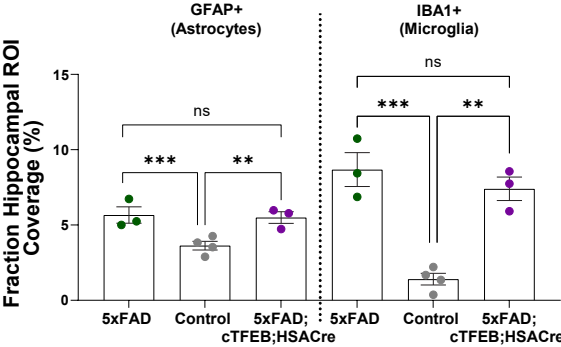 GFAP+
(Astrocytes)
IBA1+
(Microglia)
Fraction Hippocampal ROI
Coverage (%)
15
10
5
0
ns
***
**
ns
***
**
5xFAD
Control
5xFAD;
cTFEB;HSACre
5xFAD
Control
5xFAD;
cTFEB;HSACre